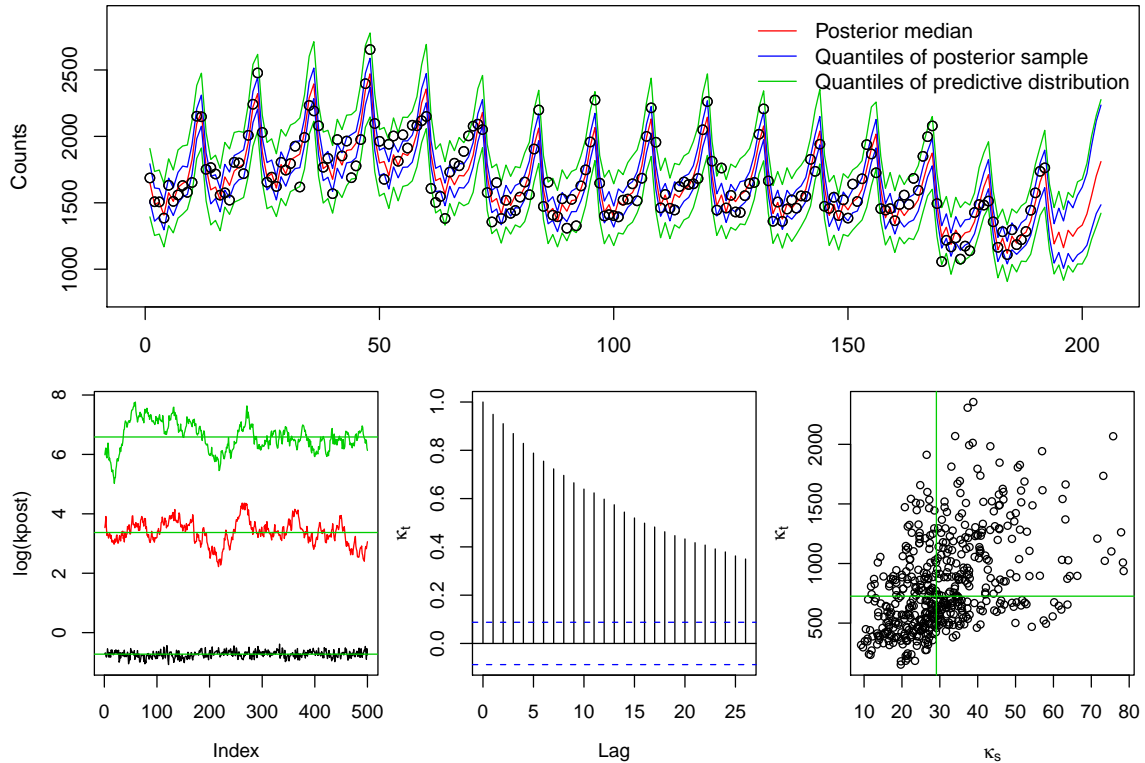 Posterior median
Quantiles of posterior sample
Quantiles of predictive distribution
Counts
2500
2000
1500
1000
0 50 100 150 200
log(kpost)
8
6
4
2
0
0 100 200 300 400 500
Index
κt
1.0
0.8
0.6
0.4
0.2
0.0
0 5 10 15 20 25
Lag
κt
2000
1500
1000
500
10 20 30 40 50 60 70 80
κs